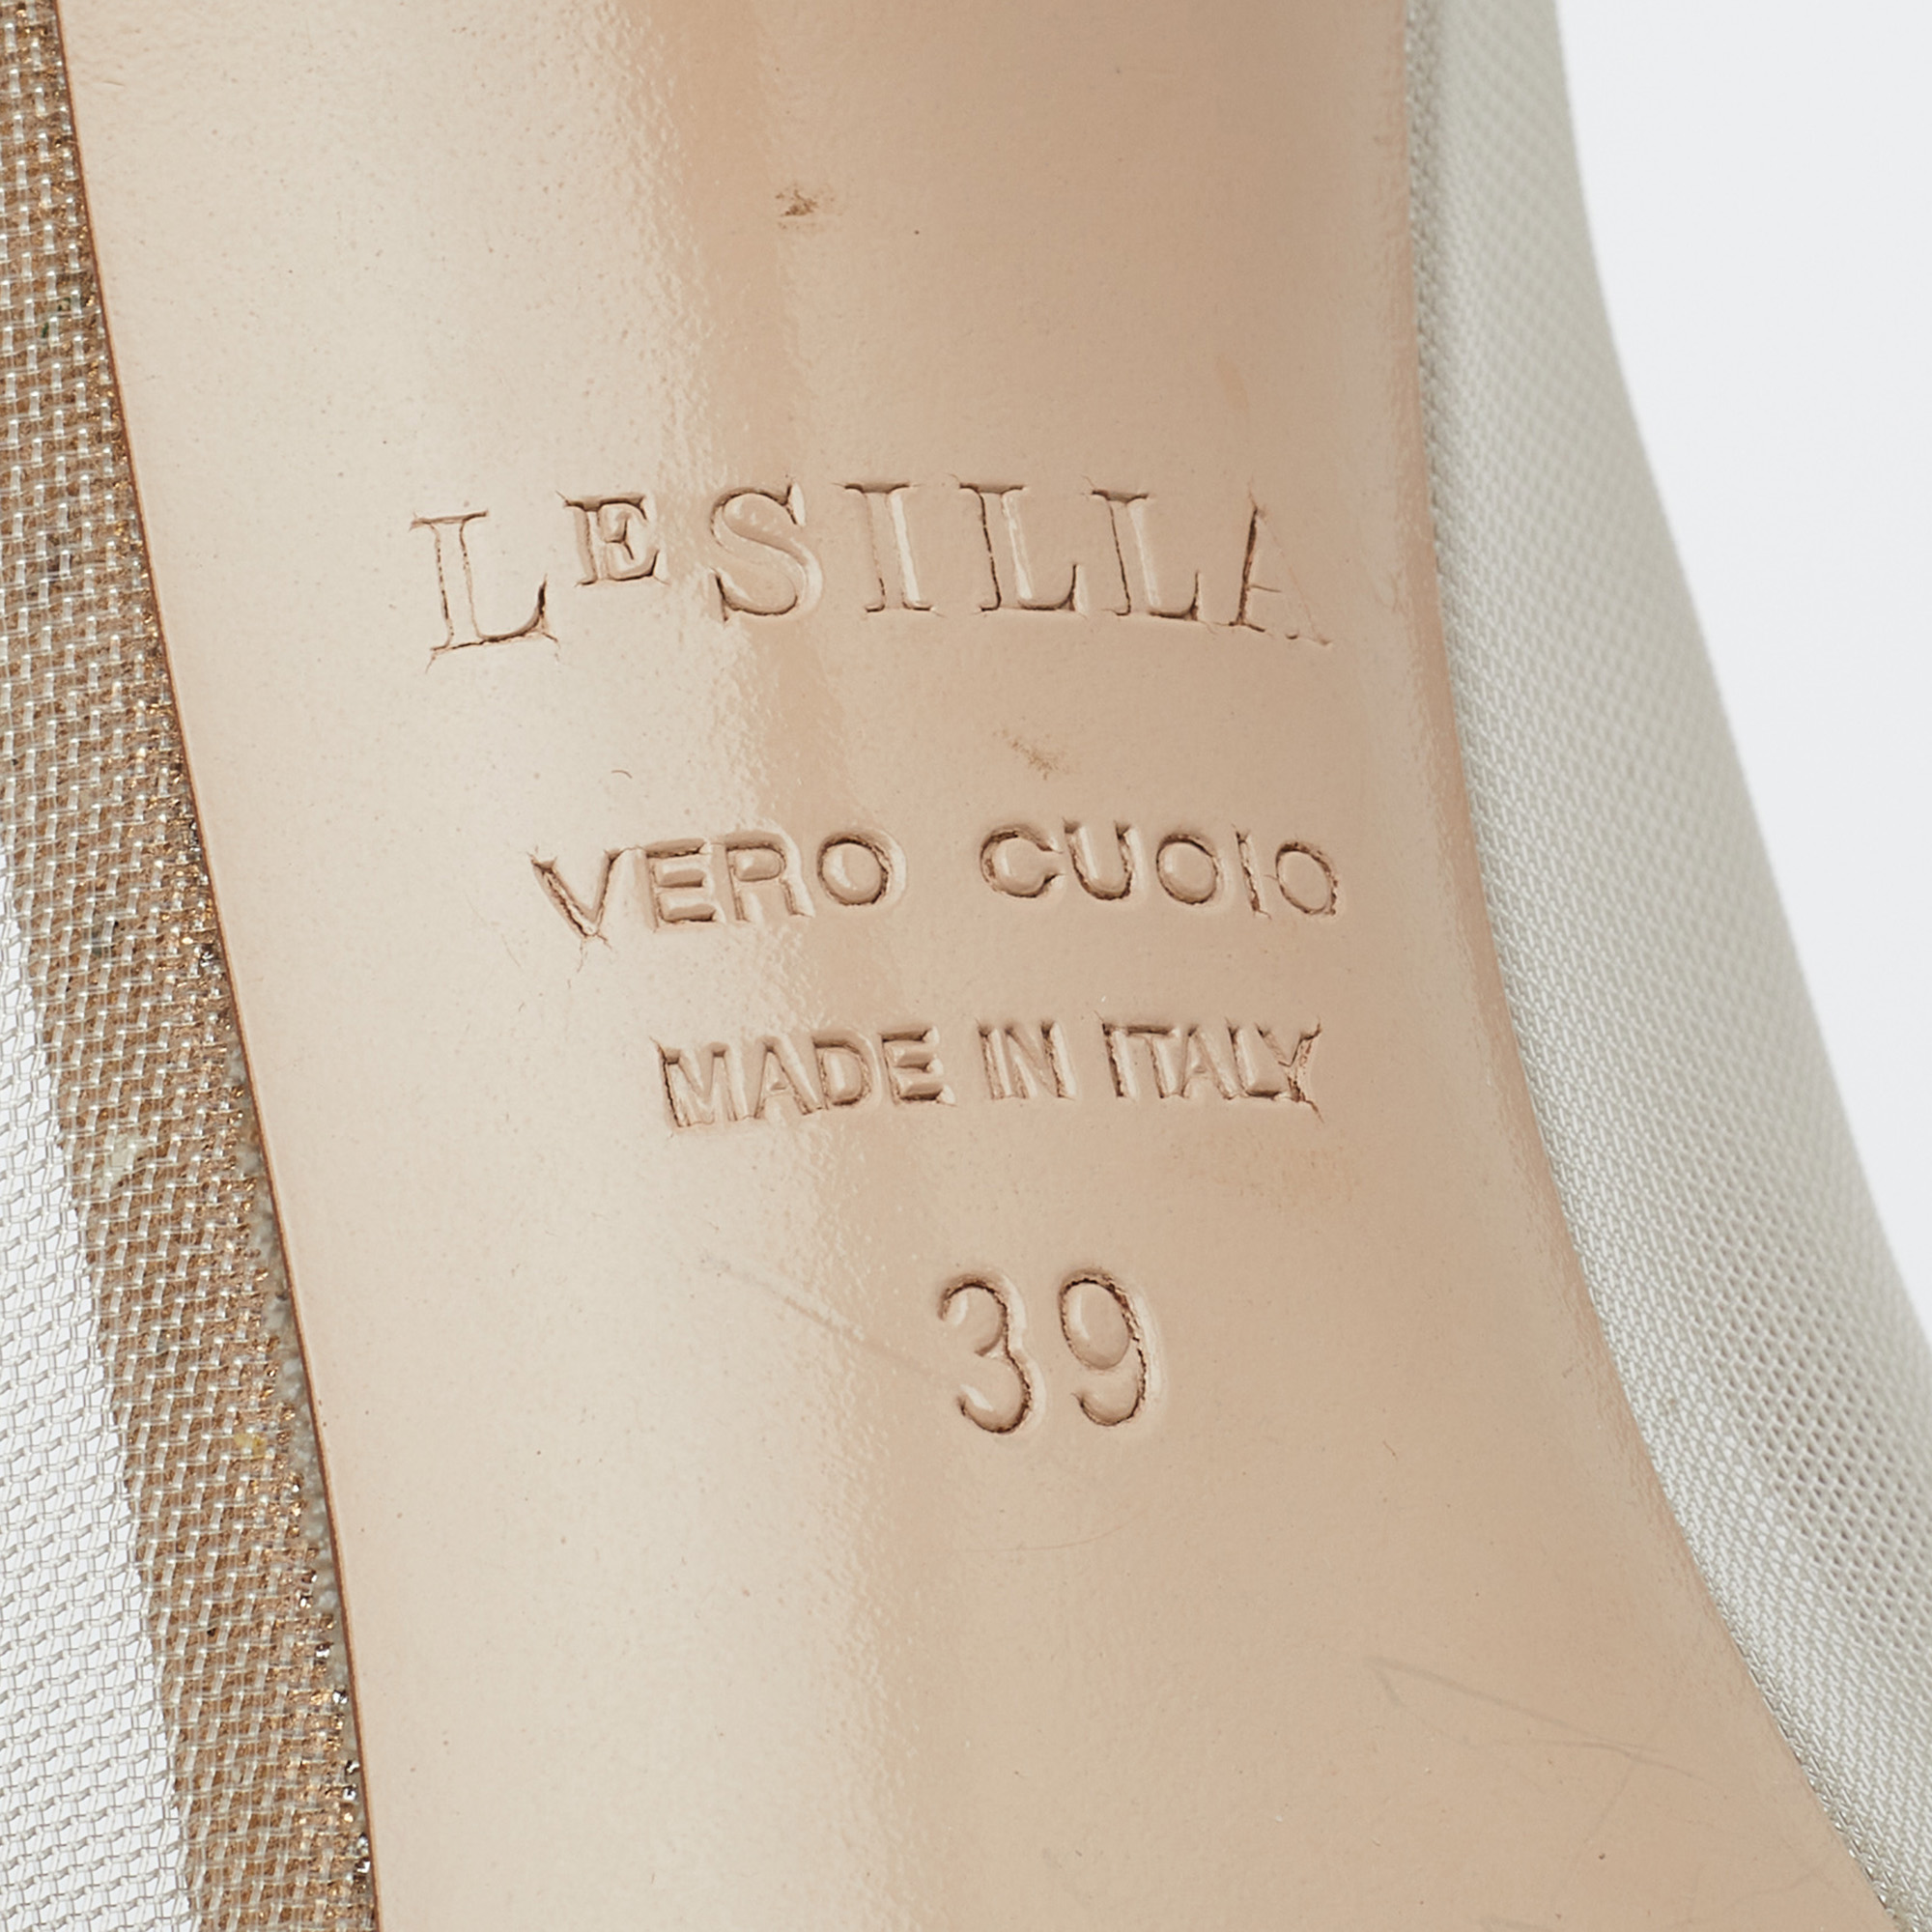 LE SILLA
VERO CUOIO
MADE IN ITALY
39